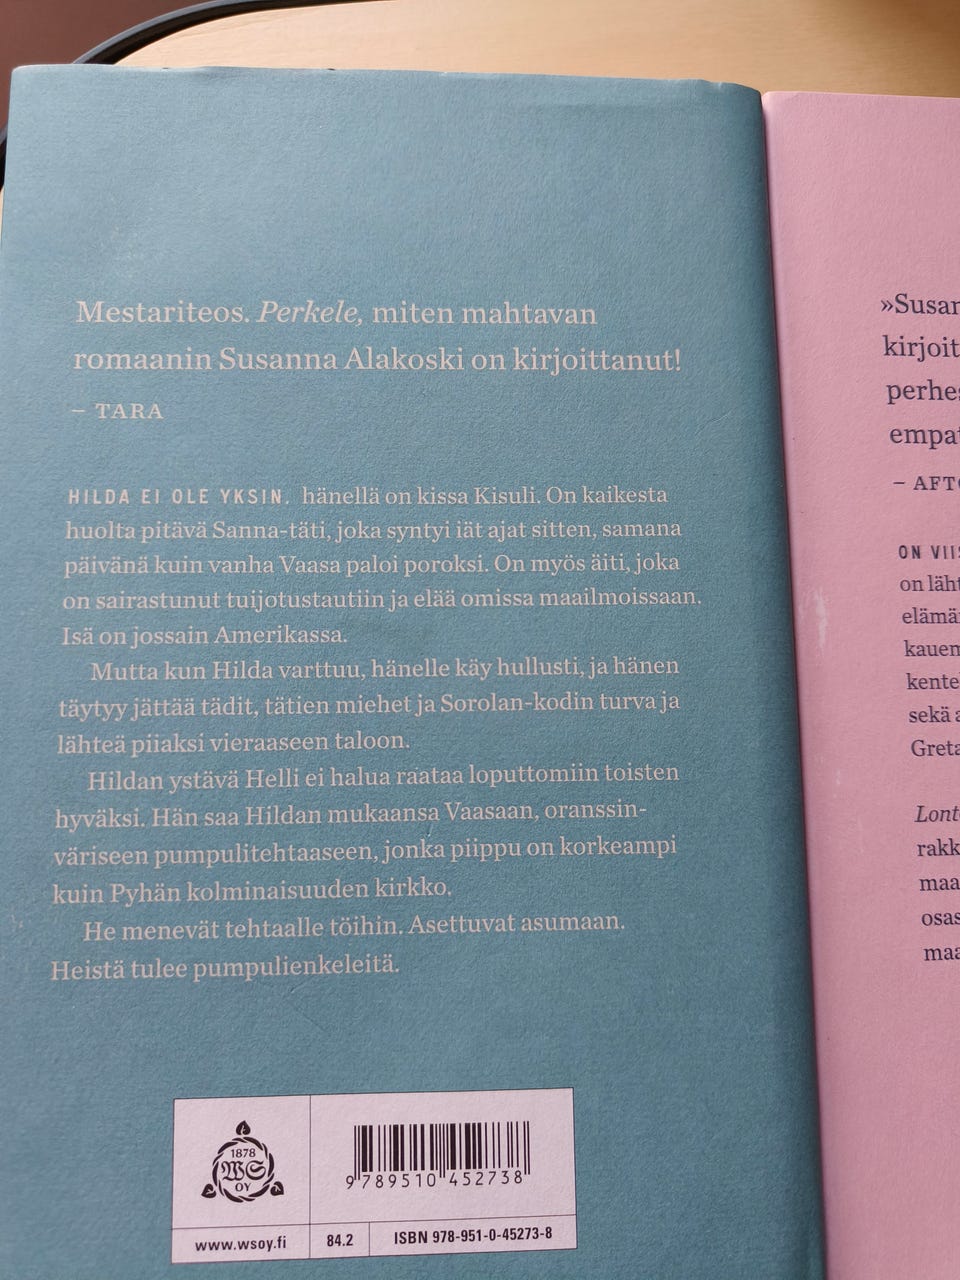 Mestariteos. Perkele, miten mahtavan
romaanin Susanna Alakoski on kirjoittanut!
– TARA
HILDA EI OLE YKSIN. hänellä on kissa Kisuli. On kaikesta
huolta pitävä Sanna-täti, joka syntyi iät ajat sitten, samana
päivänä kuin vanha Vaasa paloi poroksi. On myös äiti, joka
on sairastunut tuijotustautiin ja elää omissa maailmoissaan.
Isä on jossain Amerikassa.
Mutta kun Hilda varttuu, hänelle käy hullusti, ja hänen
täytyy jättää tädit, tätien miehet ja Sorolan-kodin turva ja
lähteä piiaksi vieraaseen taloon.
Hildan ystävä Helli ei halua raataa loputtomiin toisten
hyväksi. Hän saa Hildan mukaansa Vaasaan, oranssin-
väriseen pumpulitehtaaseen, jonka piippu on korkeampi
kuin Pyhän kolminaisuuden kirkko.
He menevät tehtaalle töihin. Asettuvat asumaan.
Heistä tulee pumpulienkeleitä.
1878
WS
OY
9 789510 452738
www.wsoy.fi
84.2
ISBN 978-951-0-45273-8
»Susan
kirjoit
perhes
empat
– AFTO
ON VIIS
on läht
elämä
kauem
kente
sekä a
Greta
Lont
rakk
maa
osas
maa